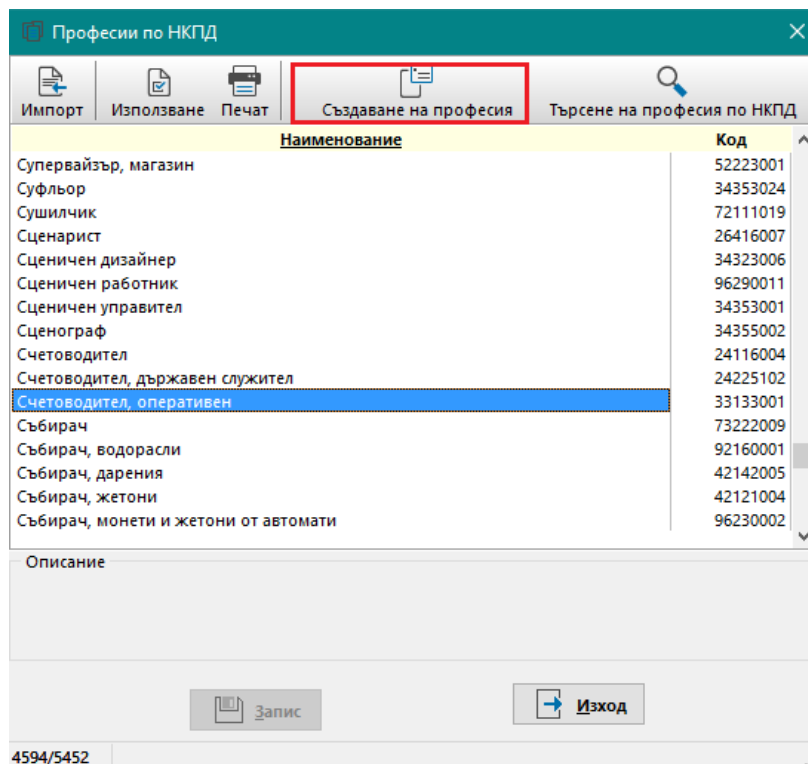 Професии по НКПД
Импорт Използване Печат Създаване на професия Търсене на професия по НКПД
Наименование Код
Супервайзър, магазин 52223001
Суфльор 34353024
Сушилчик 72111019
Сценарист 26416007
Сценичен дизайнер 34323006
Сценичен работник 96290011
Сценичен управител 34353001
Сценограф 34355002
Счетоводител 24116004
Счетоводител, държавен служител 24225102
Счетоводител, оперативен 33133001
Събирач 73222009
Събирач, водорасли 92160001
Събирач, дарения 42142005
Събирач, жетони 42121004
Събирач, монети и жетони от автомати 96230002
Описание
Запис Изход
4594/5452